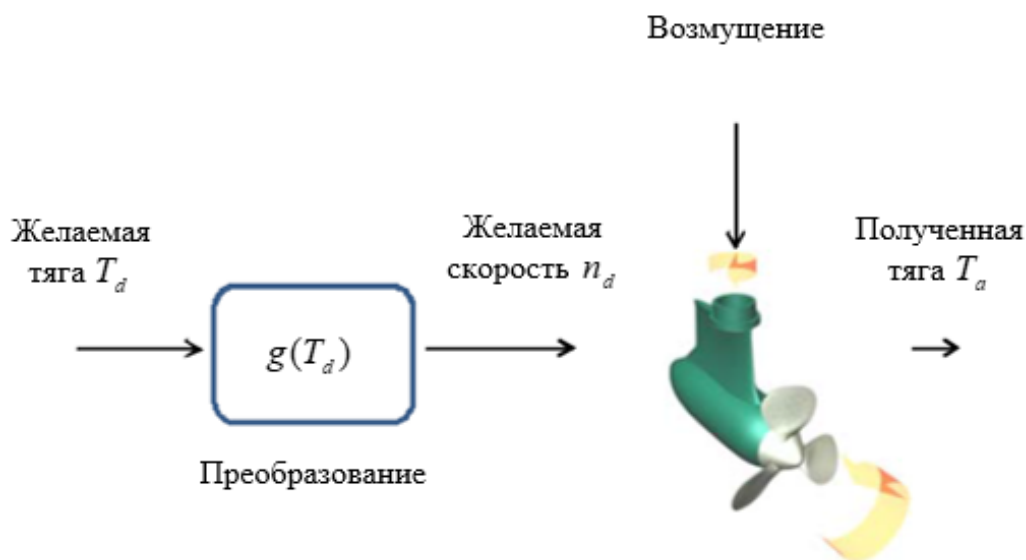 Возмущение
Желаемая
тяга T_d
Желаемая
скорость n_d
Полученная
тяга T_a
g(T_d)
Преобразование